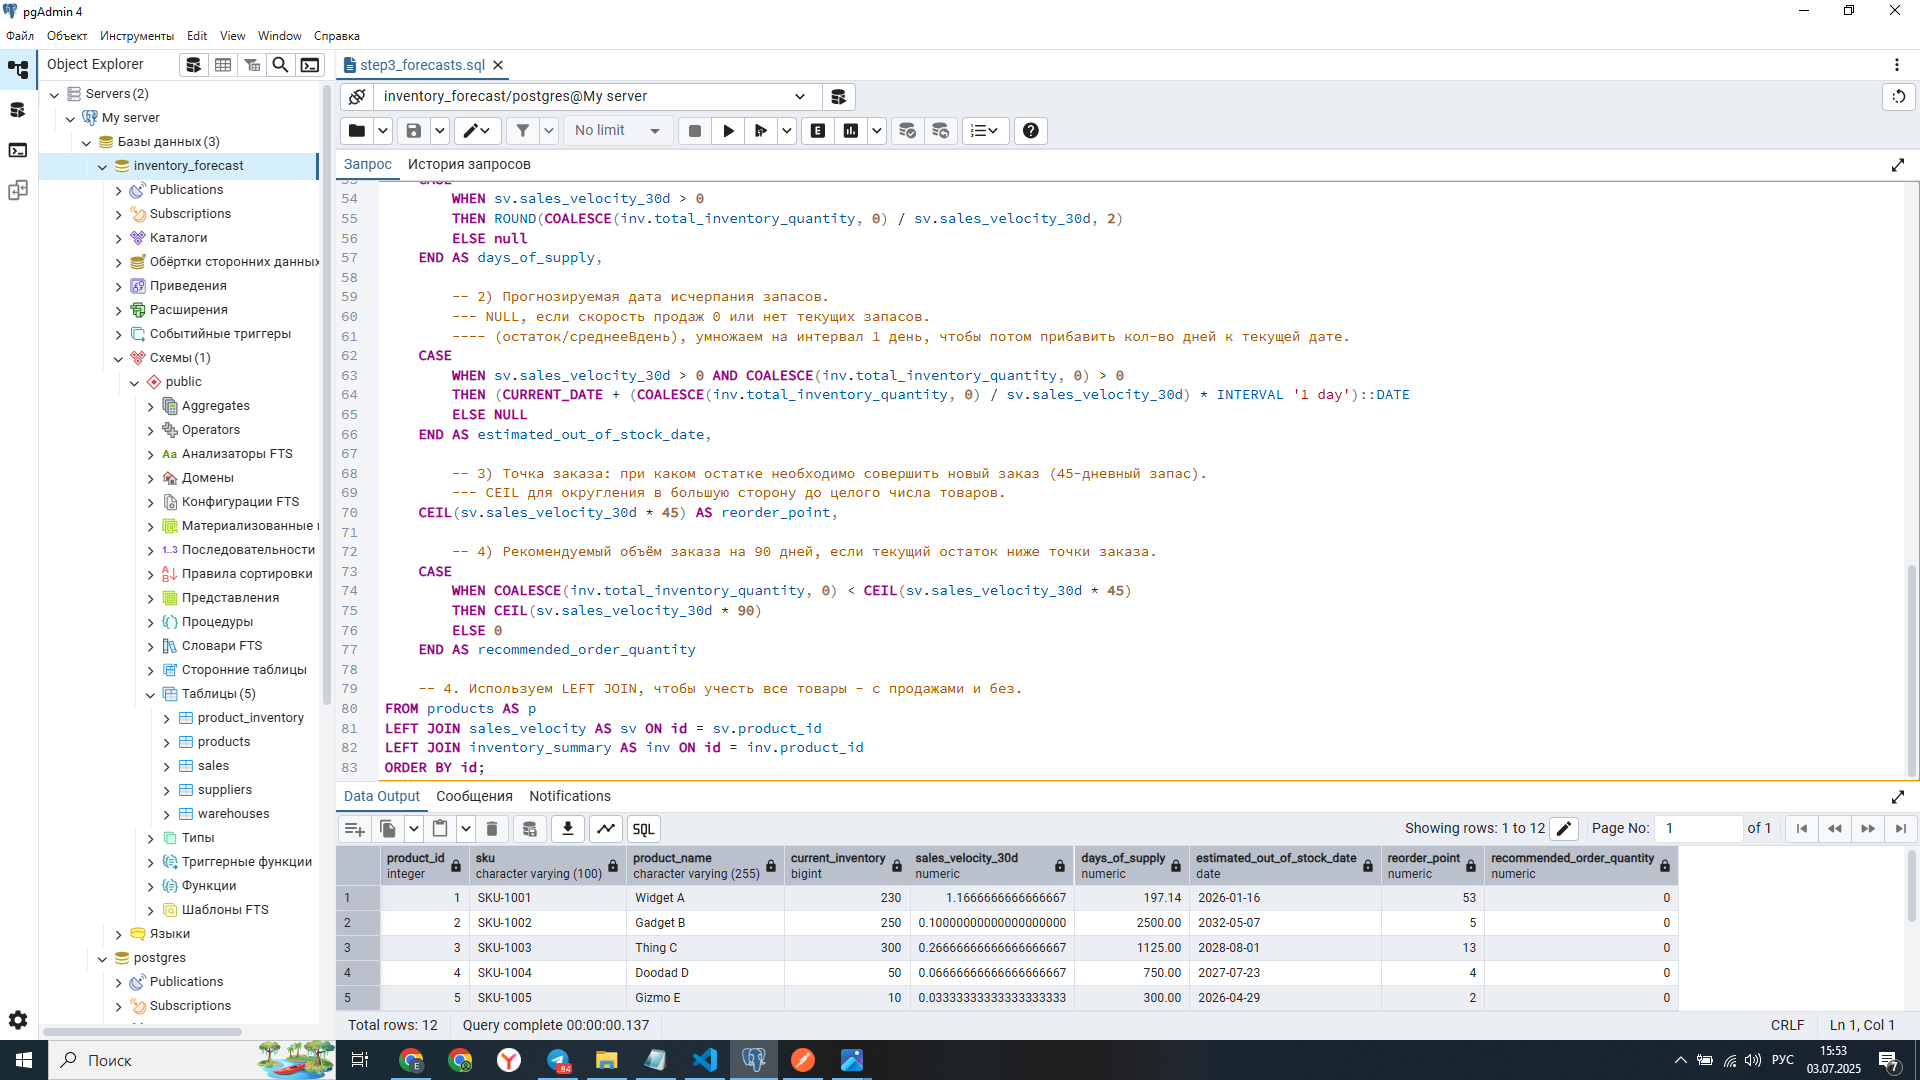 pgAdmin 4
Файл Объект Инструменты Edit View Window Справка
Object Explorer
step3_forecasts.sql
Servers (2)
My server
Базы данных (3)
inventory_forecast
Publications
Subscriptions
Каталоги
Обёртки сторонних данных
Приведения
Расширения
Событийные триггеры
Схемы (1)
public
Aggregates
Operators
Aa Анализаторы FTS
Домены
Конфигурации FTS
Материализованные
1..3 Последовательности
Правила сортировки
Представления
Процедуры
Словари FTS
Сторонние таблицы
Таблицы (5)
product_inventory
products
sales
suppliers
warehouses
Типы
Триггерные функции
Функции
Шаблоны FTS
Языки
postgres
Publications
Subscriptions
inventory_forecast/postgres@My server
No limit
E
Запрос История запросов
53 CASE
54 WHEN sv.sales_velocity_30d > 0
55 THEN ROUND(COALESCE(inv.total_inventory_quantity, 0) / sv.sales_velocity_30d, 2)
56 ELSE null
57 END AS days_of_supply,
58
59 -- 2) Прогнозируемая дата исчерпания запасов.
60 --- NULL, если скорость продаж 0 или нет текущих запасов.
61 ---- (остаток/среднееВдень), умножаем на интервал 1 день, чтобы потом прибавить кол-во дней к текущей дате.
62 CASE
63 WHEN sv.sales_velocity_30d > 0 AND COALESCE(inv.total_inventory_quantity, 0) > 0
64 THEN (CURRENT_DATE + (COALESCE(inv.total_inventory_quantity, 0) / sv.sales_velocity_30d) * INTERVAL '1 day')::DATE
65 ELSE NULL
66 END AS estimated_out_of_stock_date,
67
68 -- 3) Точка заказа: при каком остатке необходимо совершить новый заказ (45-дневный запас).
69 --- CEIL для округления в большую сторону до целого числа товаров.
70 CEIL(sv.sales_velocity_30d * 45) AS reorder_point,
71
72 -- 4) Рекомендуемый объём заказа на 90 дней, если текущий остаток ниже точки заказа.
73 CASE
74 WHEN COALESCE(inv.total_inventory_quantity, 0) < CEIL(sv.sales_velocity_30d * 45)
75 THEN CEIL(sv.sales_velocity_30d * 90)
76 ELSE 0
77 END AS recommended_order_quantity
78
79 -- 4. Используем LEFT JOIN, чтобы учесть все товары - с продажами и без.
80 FROM products AS p
81 LEFT JOIN sales_velocity AS sv ON id = sv.product_id
82 LEFT JOIN inventory_summary AS inv ON id = inv.product_id
83 ORDER BY id;
Data Output Сообщения Notifications
SQL Showing rows: 1 to 12 Page No: 1 of 1
product_id sku product_name current_inventory sales_velocity_30d days_of_supply estimated_out_of_stock_date reorder_point recommended_order_quantity
integer character varying (100) character varying (255) bigint numeric numeric date numeric numeric
1 1 SKU-1001 Widget A 230 1.1666666666666667 197.14 2026-01-16 53 0
2 2 SKU-1002 Gadget B 250 0.10000000000000000000 2500.00 2032-05-07 5 0
3 3 SKU-1003 Thing C 300 0.26666666666666666667 1125.00 2028-08-01 13 0
4 4 SKU-1004 Doodad D 50 0.06666666666666666667 750.00 2027-07-23 4 0
5 5 SKU-1005 Gizmo E 10 0.03333333333333333333 300.00 2026-04-29 2 0
Total rows: 12 Query complete 00:00:00.137 CRLF Ln 1, Col 1
Поиск
E
84
РУС
15:53
03.07.2025
7